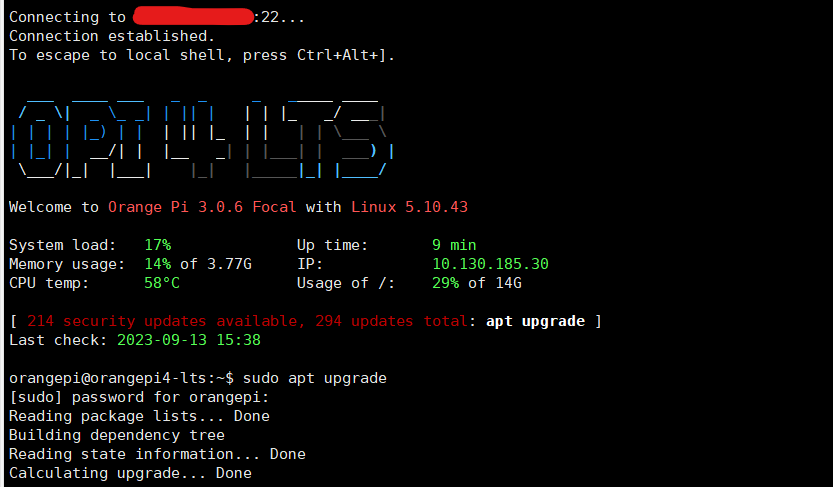 Connecting to :22...
Connection established.
To escape to local shell, press Ctrl+Alt+].
OPI 4 LTS
Welcome to Orange Pi 3.0.6 Focal with Linux 5.10.43
System load: 17% Up time: 9 min
Memory usage: 14% of 3.77G IP: 10.130.185.30
CPU temp: 58°C Usage of /: 29% of 14G
[ 214 security updates available, 294 updates total: apt upgrade ]
Last check: 2023-09-13 15:38
orangepi@orangepi4-lts:~$ sudo apt upgrade
[sudo] password for orangepi:
Reading package lists... Done
Building dependency tree
Reading state information... Done
Calculating upgrade... Done